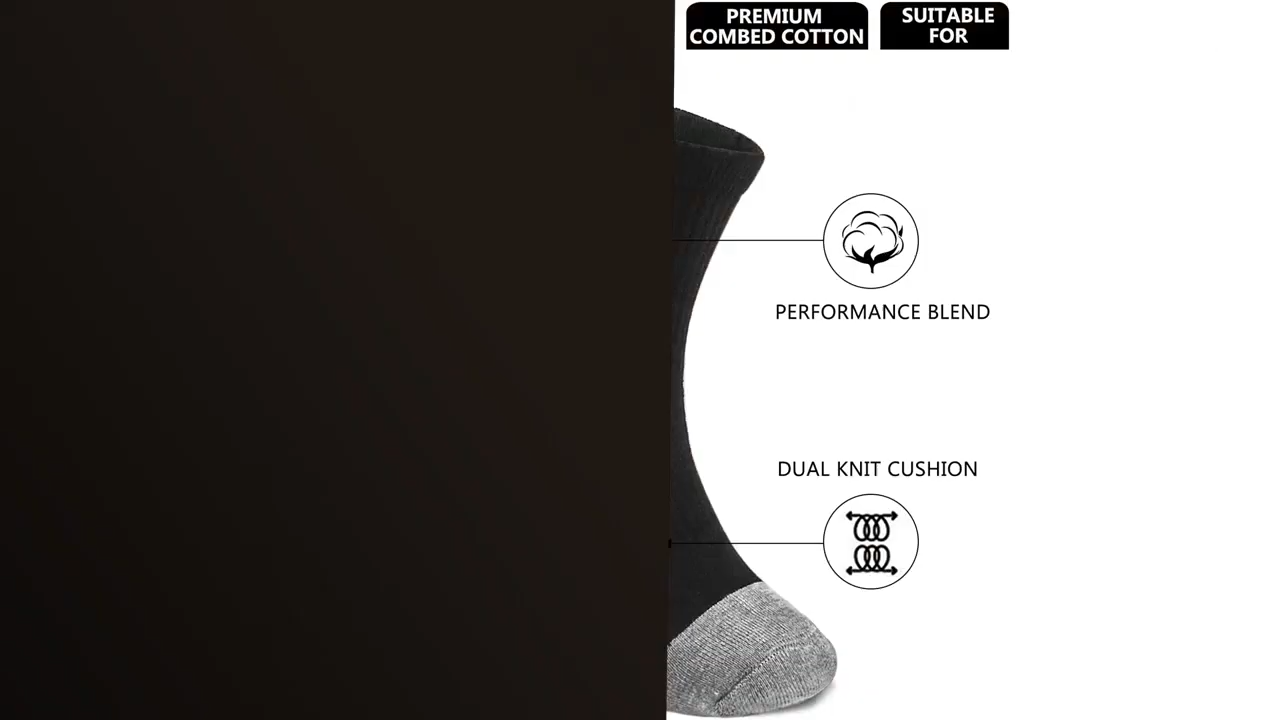 PREMIUM
COMBED COTTON
SUITABLE
FOR
PERFORMANCE BLEND
DUAL KNIT CUSHION